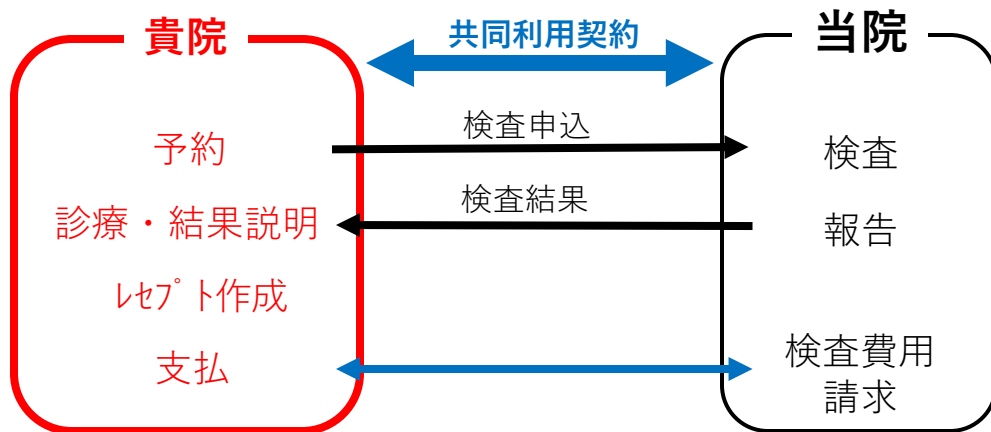 貴院
共同利用契約
当院
予約
検査申込
検査
診療・結果説明
検査結果
報告
ﾚｾﾌﾟﾄ作成
支払
検査費用
請求